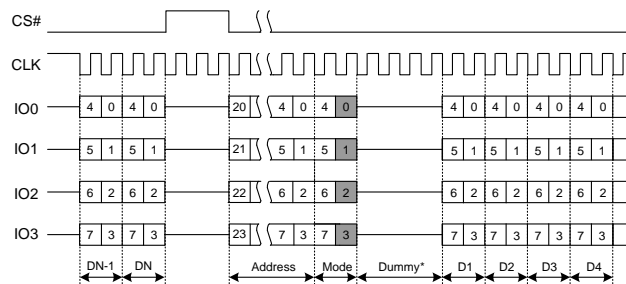 CS#
CLK
IO0 4 0 4 0 20 4 0 4 0 4 0 4 0 4 0 4 0
IO1 5 1 5 1 21 5 1 5 1 5 1 5 1 5 1 5 1
IO2 6 2 6 2 22 6 2 6 2 6 2 6 2 6 2 6 2
IO3 7 3 7 3 23 7 3 7 3 7 3 7 3 7 3 7 3
DN-1 DN Address Mode Dummy* D1 D2 D3 D4